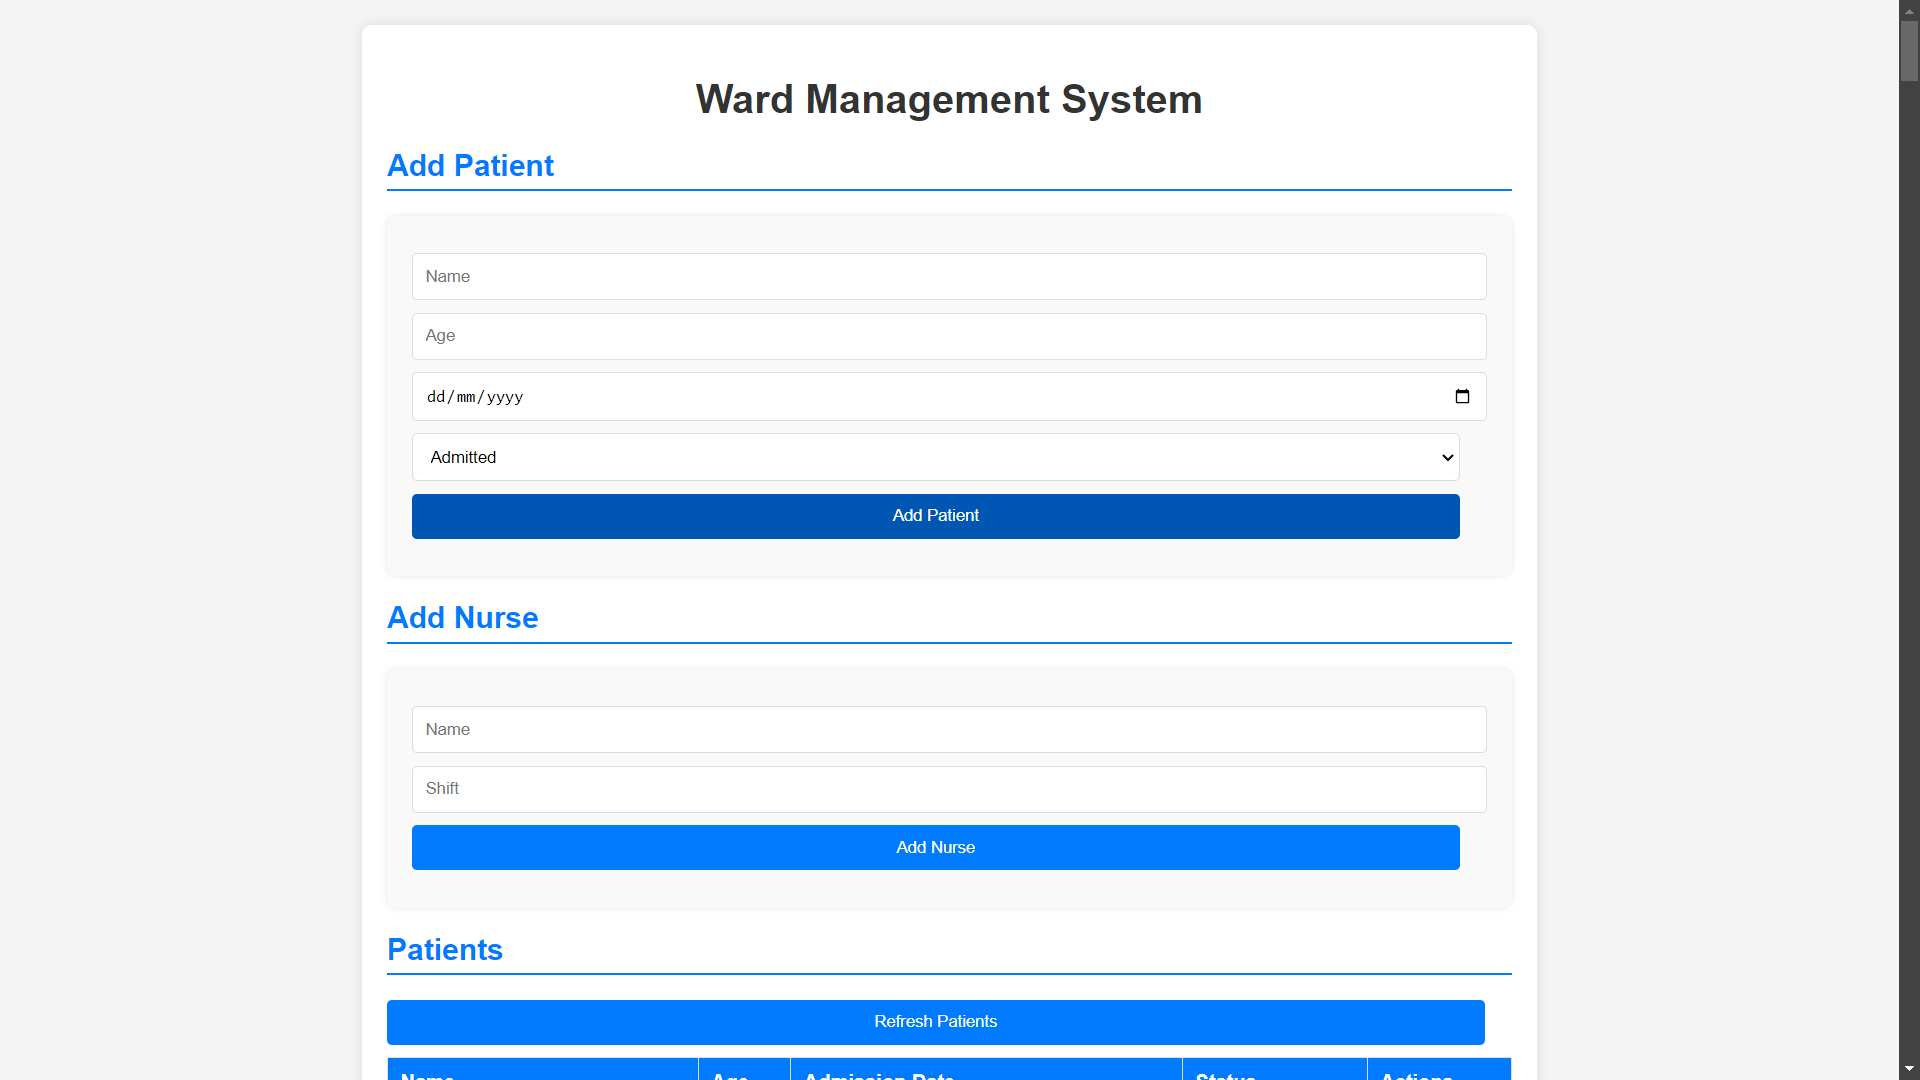 Ward Management System
Add Patient
Name
Age
dd/mm/yyyy
Admitted
Add Patient
Add Nurse
Name
Shift
Add Nurse
Patients
Refresh Patients
Name Age Admission Date Status Actions